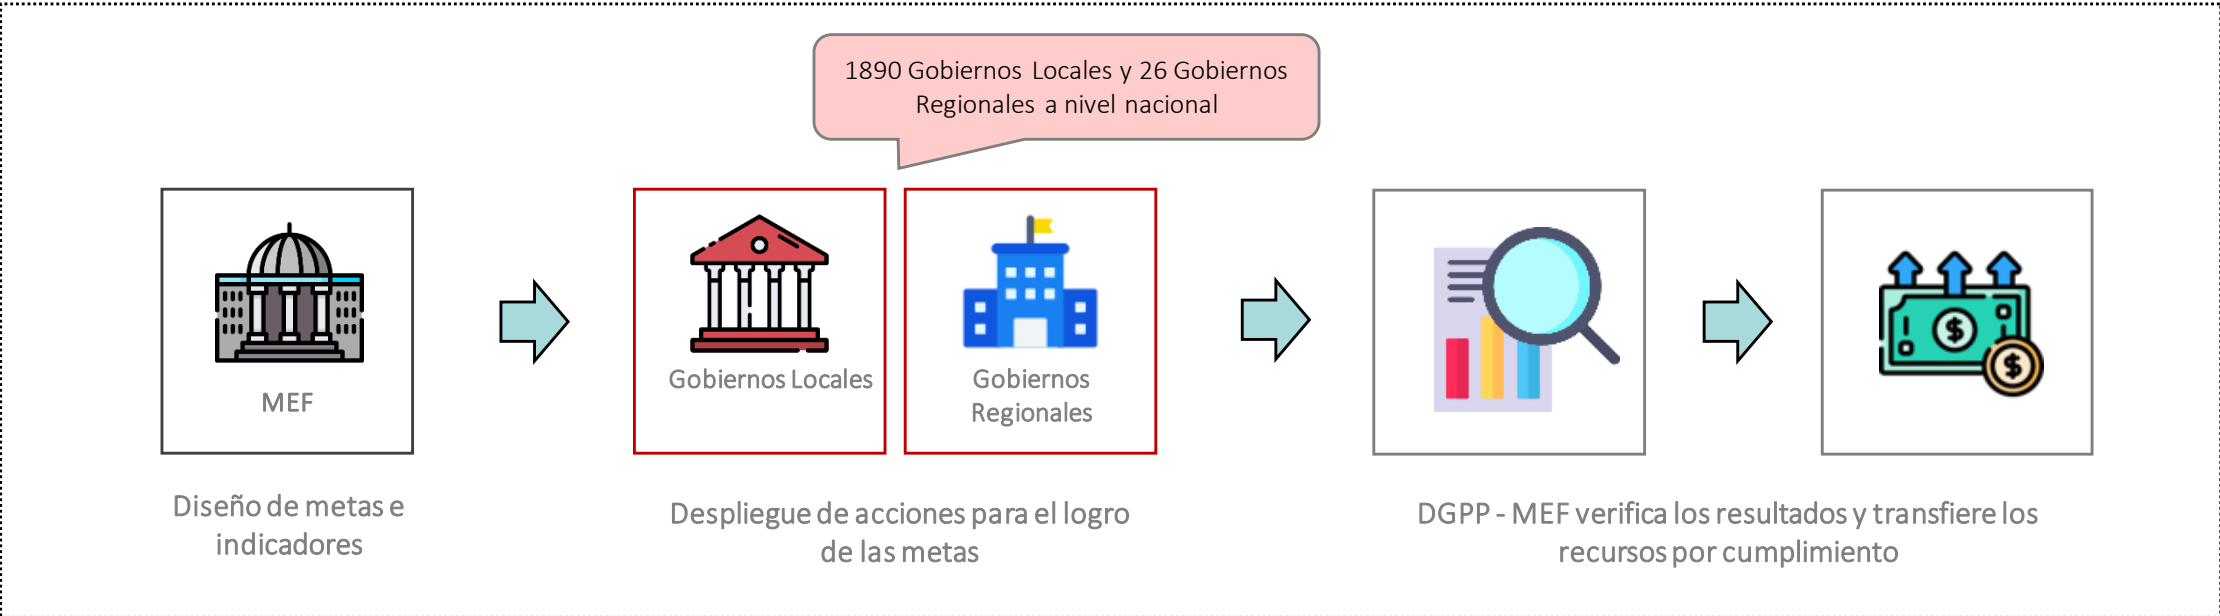 1890 Gobiernos Locales y 26 Gobiernos
Regionales a nivel nacional
MEF
Gobiernos Locales
Gobiernos
Regionales
Diseño de metas e
indicadores
Despliegue de acciones para el logro
de las metas
DGPP - MEF verifica los resultados y transfiere los
recursos por cumplimiento